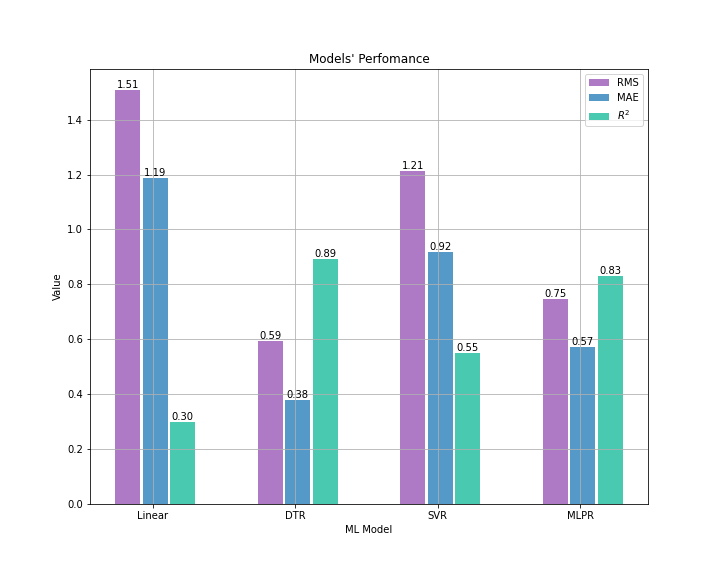 Models' Perfomance
RMS
MAE
R²
1.51
1.19
0.30
0.59
0.38
0.89
1.21
0.92
0.55
0.75
0.57
0.83
Value
1.4
1.2
1.0
0.8
0.6
0.4
0.2
0.0
Linear DTR SVR MLPR
ML Model